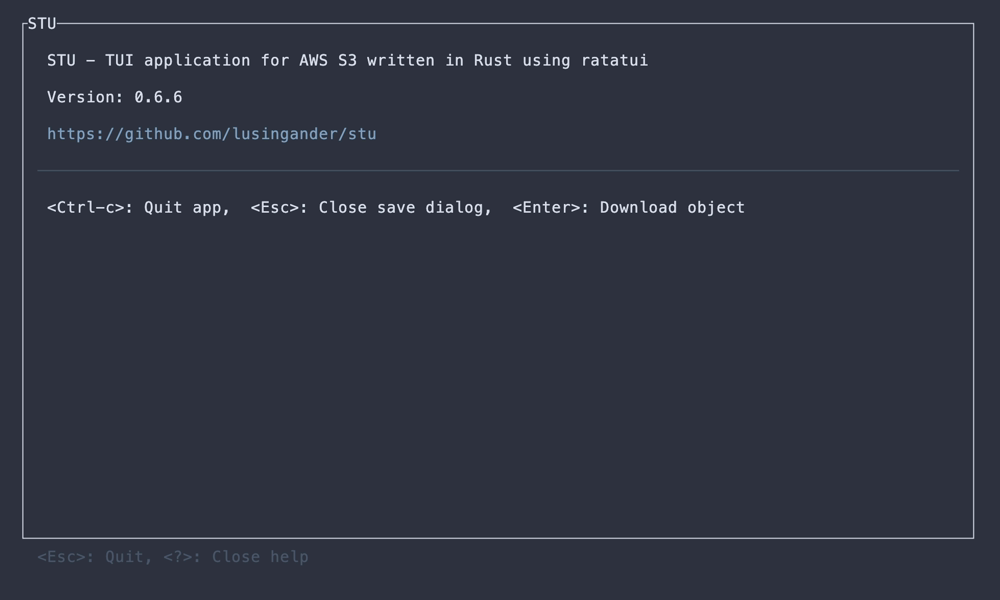 STU
STU - TUI application for AWS S3 written in Rust using ratatui
Version: 0.6.6
https://github.com/lusingander/stu
<Ctrl-c>: Quit app,  <Esc>: Close save dialog,  <Enter>: Download object
<Esc>: Quit, <?>: Close help